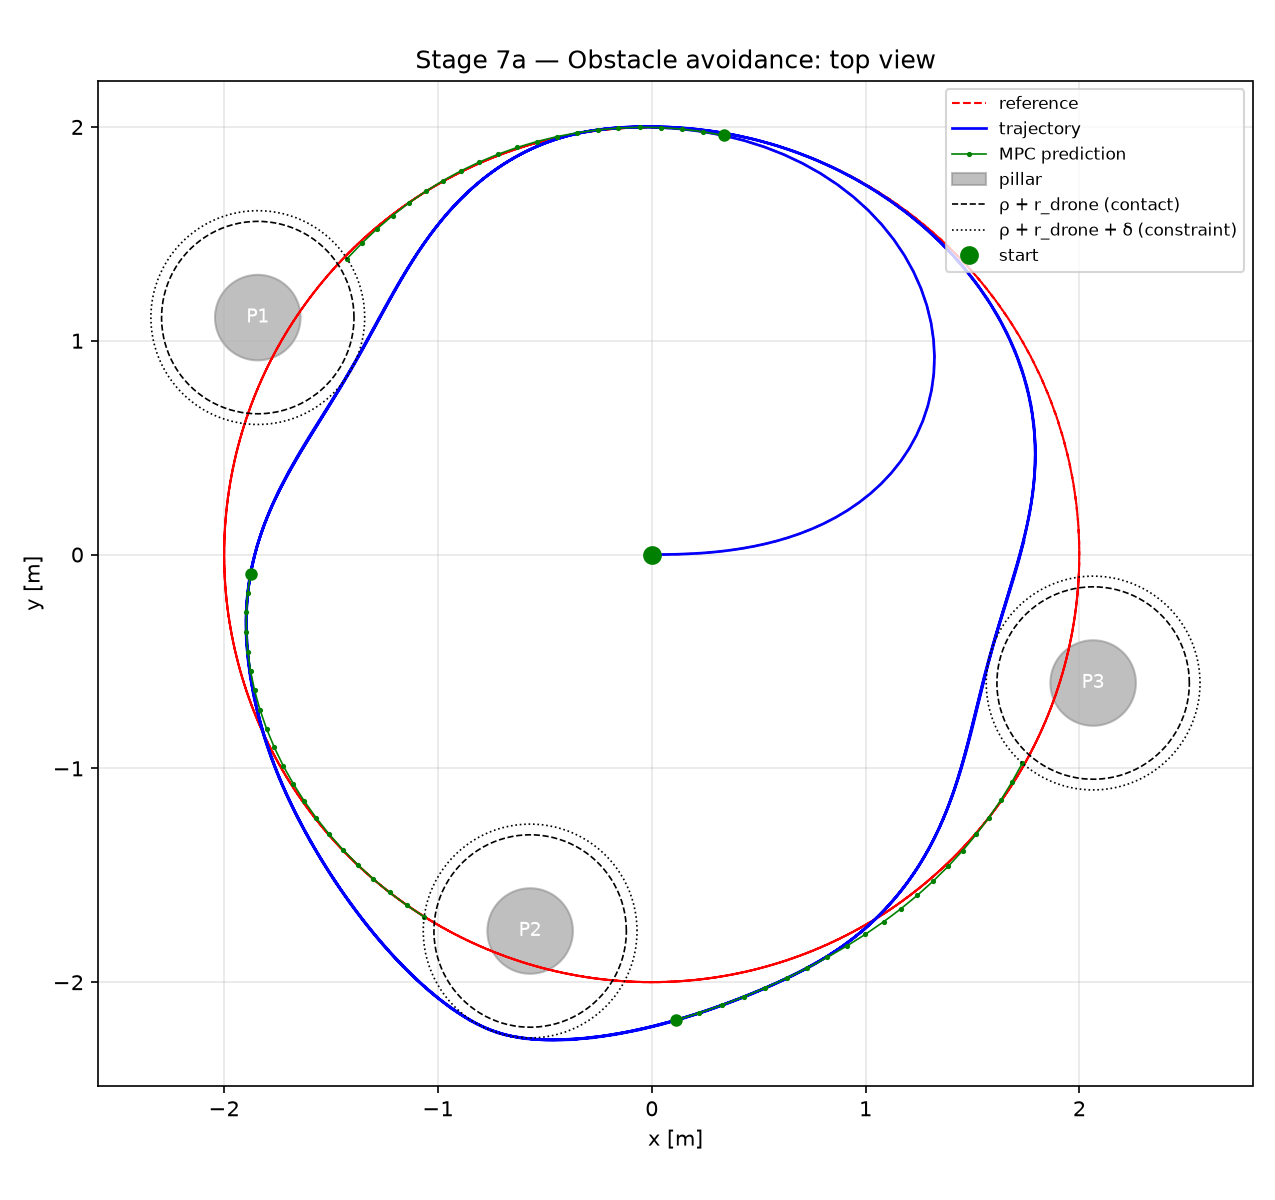 Stage 7a — Obstacle avoidance: top view
reference
trajectory
MPC prediction
pillar
ρ + r_drone (contact)
ρ + r_drone + δ (constraint)
start
P1
P2
P3
2
1
0
−1
−2
−2
−1
0
1
2
x [m]
y [m]